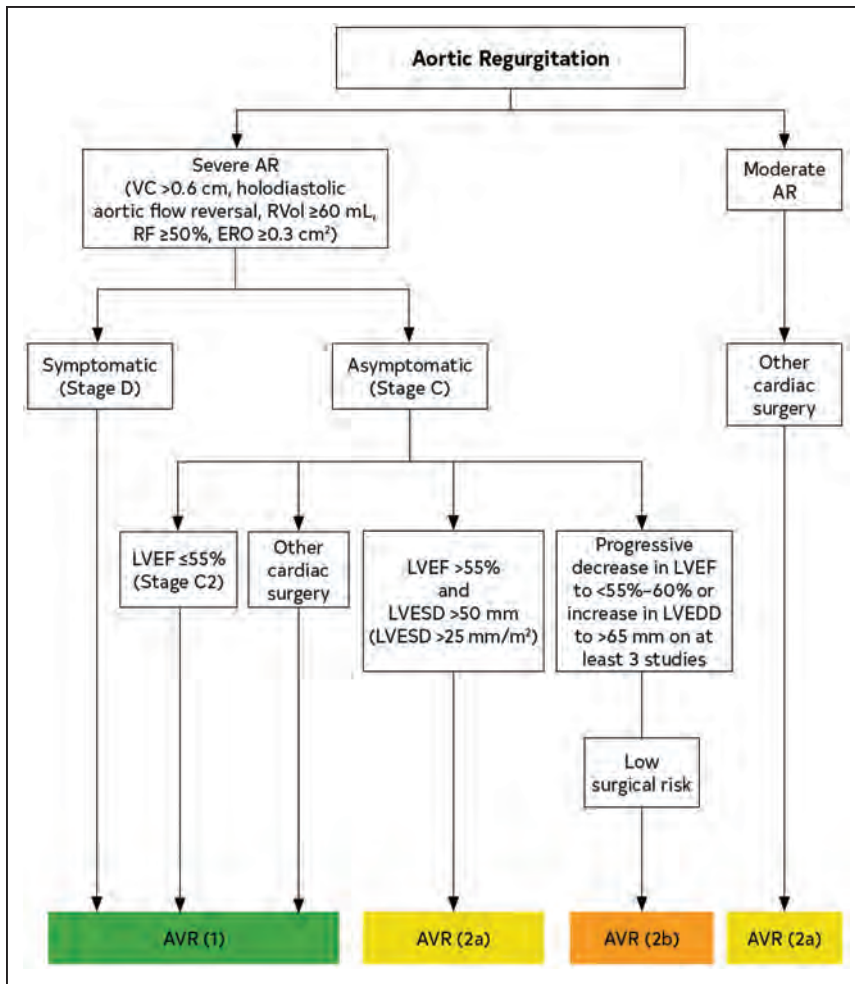 Aortic Regurgitation
Severe AR
(VC >0.6 cm, holodiastolic
aortic flow reversal, RVol ≥60 mL,
RF ≥50%, ERO ≥0.3 cm²)
Moderate
AR
Symptomatic
(Stage D)
Asymptomatic
(Stage C)
Other
cardiac
surgery
LVEF ≤55%
(Stage C2)
Other
cardiac
surgery
LVEF >55%
and
LVESD >50 mm
(LVESD >25 mm/m²)
Progressive
decrease in LVEF
to <55%–60% or
increase in LVEDD
to >65 mm on at
least 3 studies
Low
surgical risk
AVR (1)
AVR (2a)
AVR (2b)
AVR (2a)